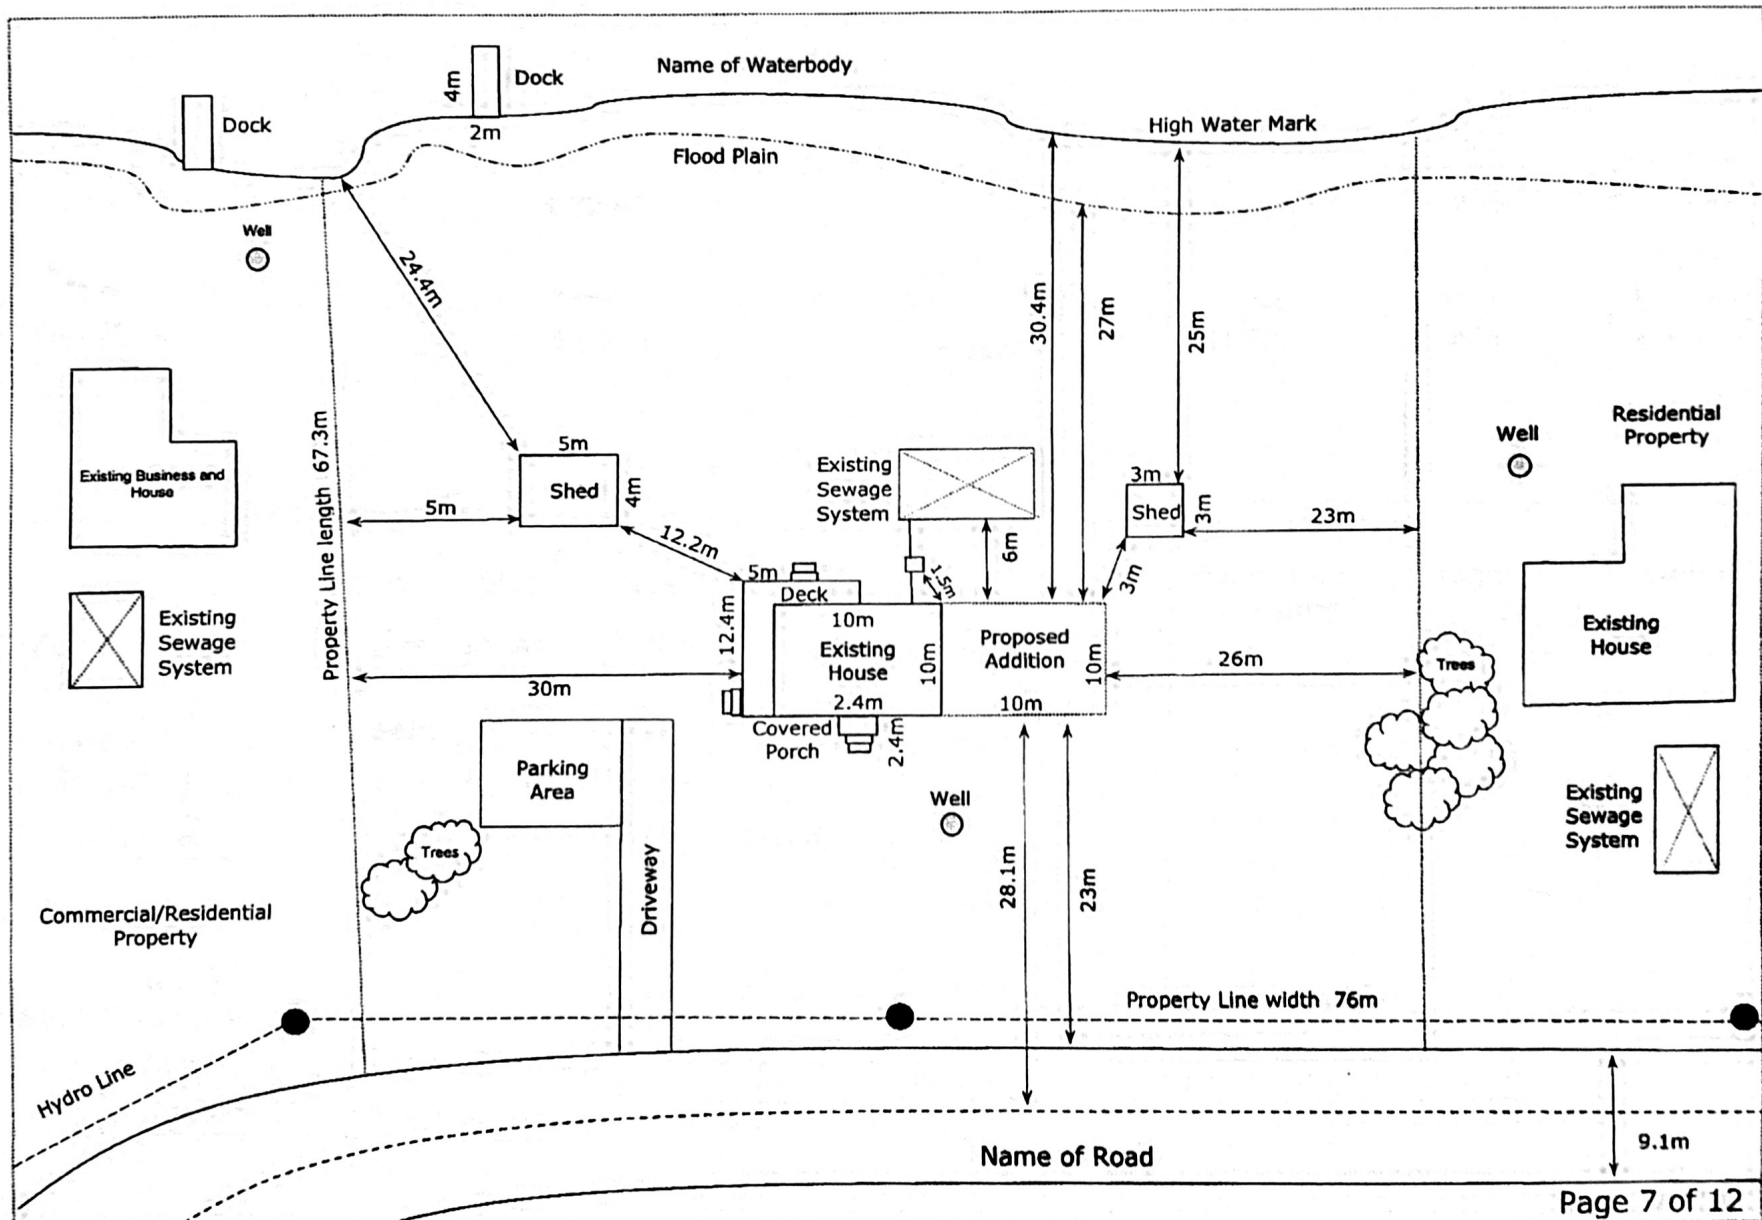 Name of Waterbody
4m
Dock
Dock
2m
High Water Mark
Flood Plain
Well
24.4m
30.4m
27m
25m
Property Line length 67.3m
Existing Business and
House
5m
Shed
4m
5m
12.2m
Existing
Sewage
System
6m
1.5m
3m
Shed
3m
3m
23m
Well
Residential
Property
Existing
Sewage
System
5m
Deck
12.4m
10m
Existing
House
10m
2.4m
Covered
Porch
2.4m
Proposed
Addition
10m
10m
30m
26m
Trees
Existing
House
Parking
Area
Driveway
Trees
Well
28.1m
23m
Existing
Sewage
System
Commercial/Residential
Property
Property Line width 76m
Hydro Line
Name of Road
9.1m
Page 7 of 12